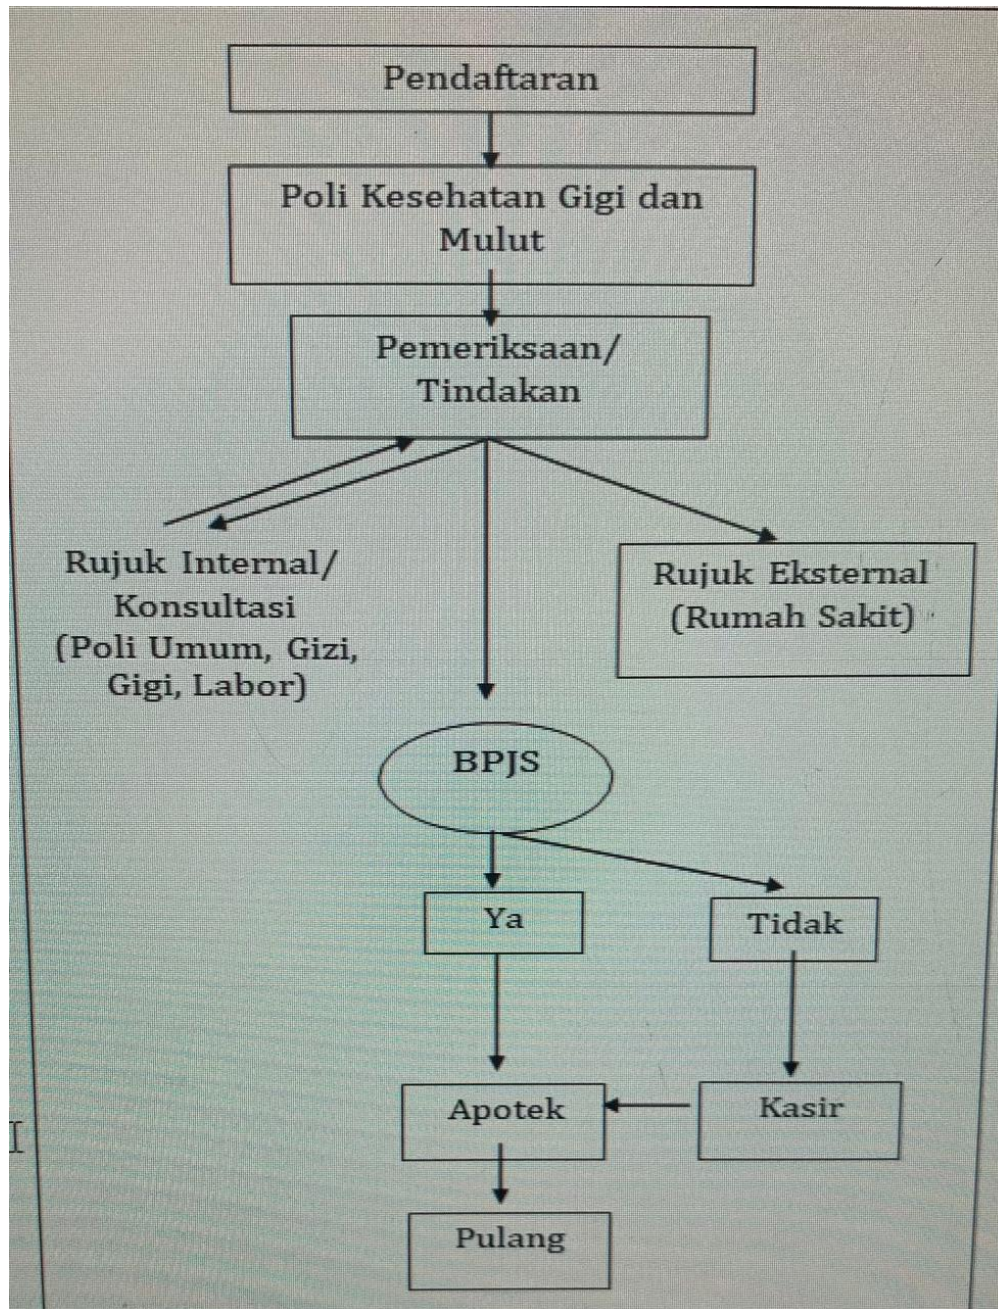 Pendaftaran
Poli Kesehatan Gigi dan
Mulut
Pemeriksaan/
Tindakan
Rujuk Internal/
Konsultasi
(Poli Umum, Gizi,
Gigi, Labor)
Rujuk Eksternal
(Rumah Sakit)
BPJS
Ya
Tidak
Apotek
Kasir
Pulang